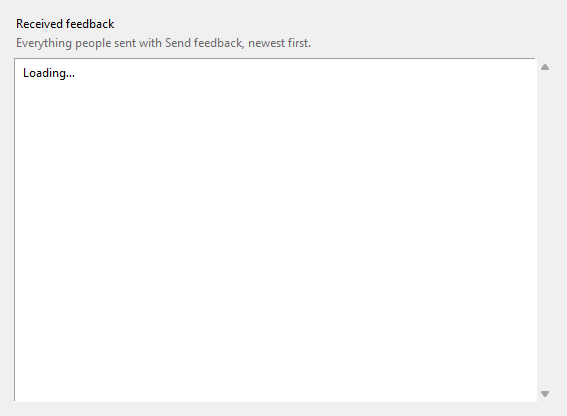 Received feedback
Everything people sent with Send feedback, newest first.
Loading...